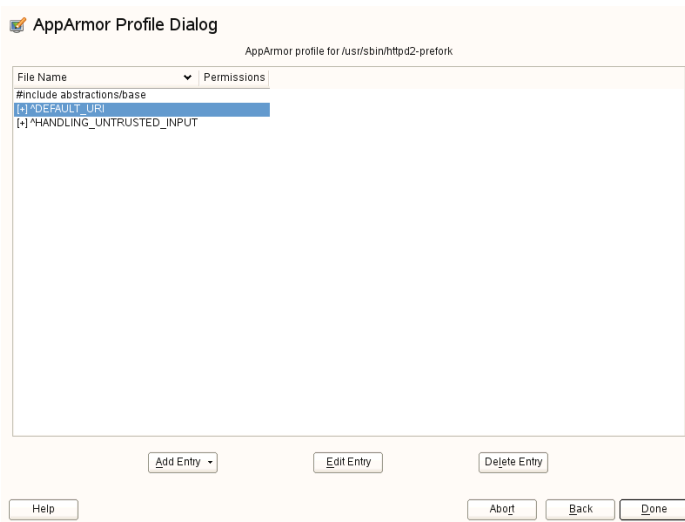 AppArmor Profile Dialog
AppArmor profile for /usr/sbin/httpd2-prefork
File Name Permissions
#include abstractions/base
[+] ^DEFAULT_URI
[+] ^HANDLING_UNTRUSTED_INPUT
Add Entry Edit Entry Delete Entry
Help Abort Back Done